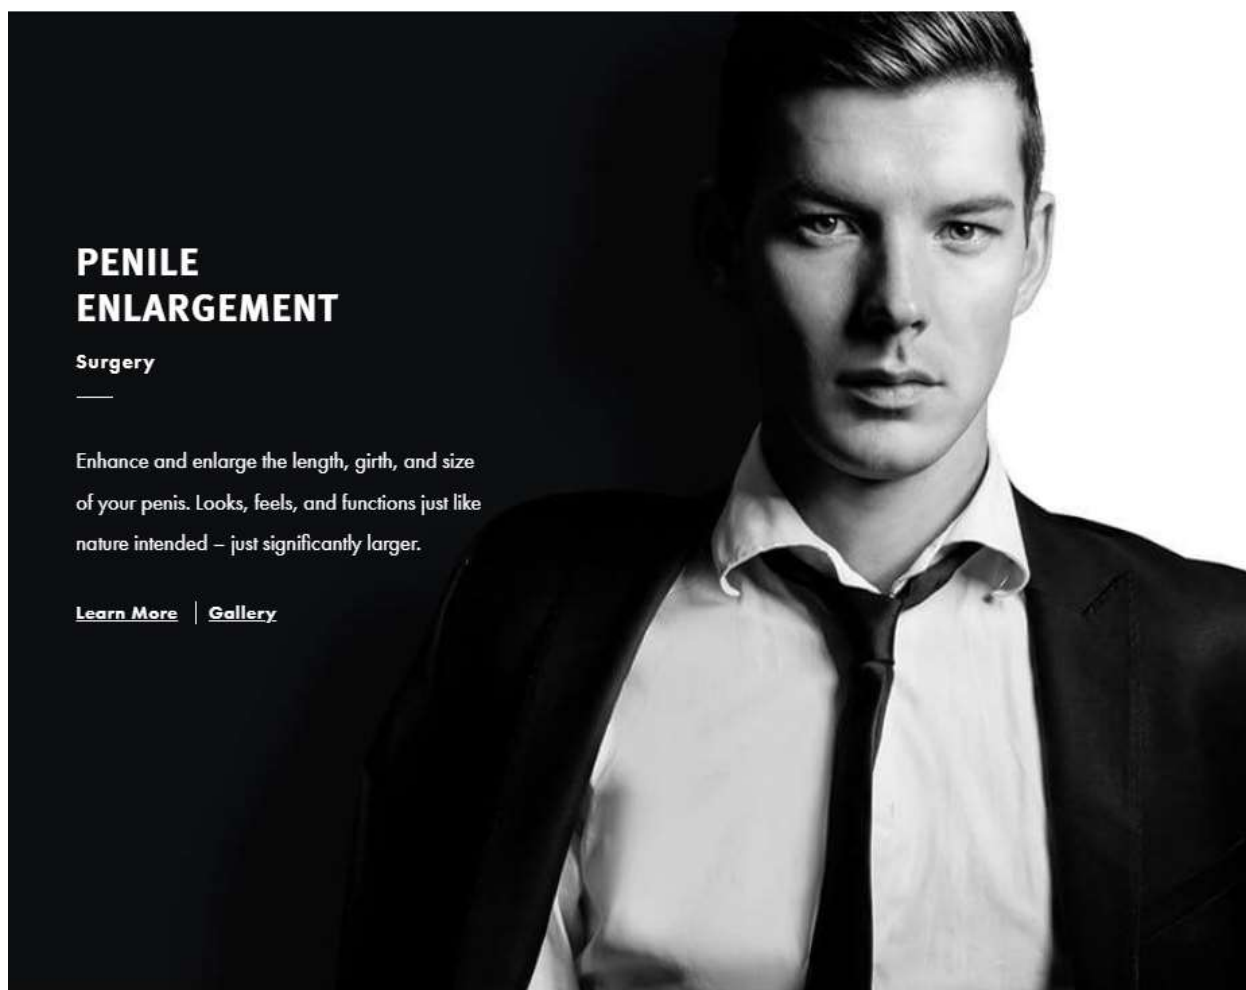 PENILE
ENLARGEMENT
Surgery
Enhance and enlarge the length, girth, and size
of your penis. Looks, feels, and functions just like
nature intended – just significantly larger.
Learn More | Gallery